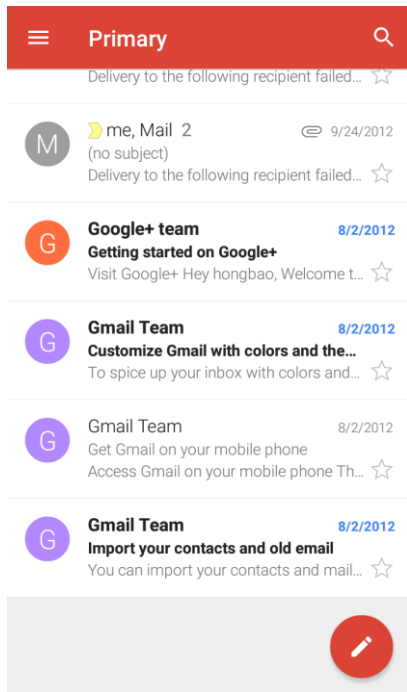 Primary
Delivery to the following recipient failed...
M
me, Mail 2
9/24/2012
(no subject)
Delivery to the following recipient failed...
G
Google+ team
8/2/2012
Getting started on Google+
Visit Google+ Hey hongbao, Welcome t...
G
Gmail Team
8/2/2012
Customize Gmail with colors and the...
To spice up your inbox with colors and...
G
Gmail Team
8/2/2012
Get Gmail on your mobile phone
Access Gmail on your mobile phone Th...
G
Gmail Team
8/2/2012
Import your contacts and old email
You can import your contacts and mail...